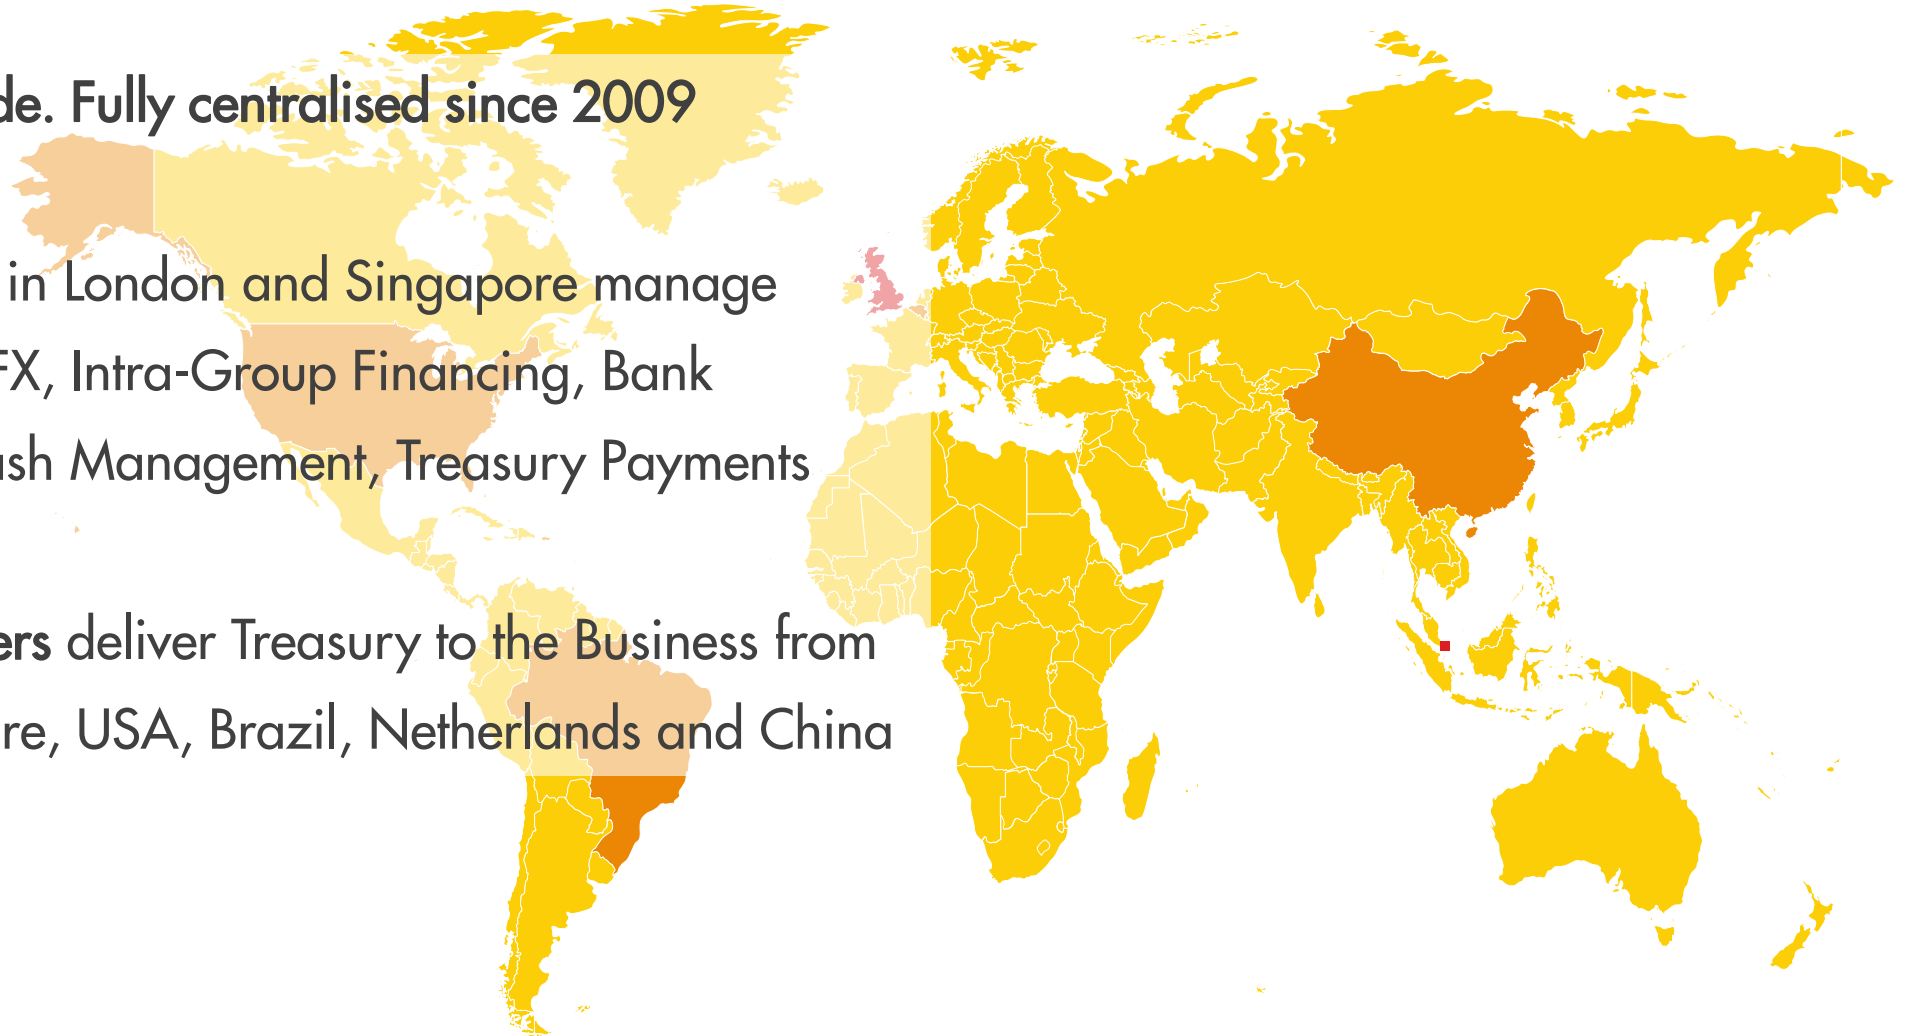 de. Fully centralised since 2009
in London and Singapore manage
FX, Intra-Group Financing, Bank
ash Management, Treasury Payments
ers deliver Treasury to the Business from
re, USA, Brazil, Netherlands and China